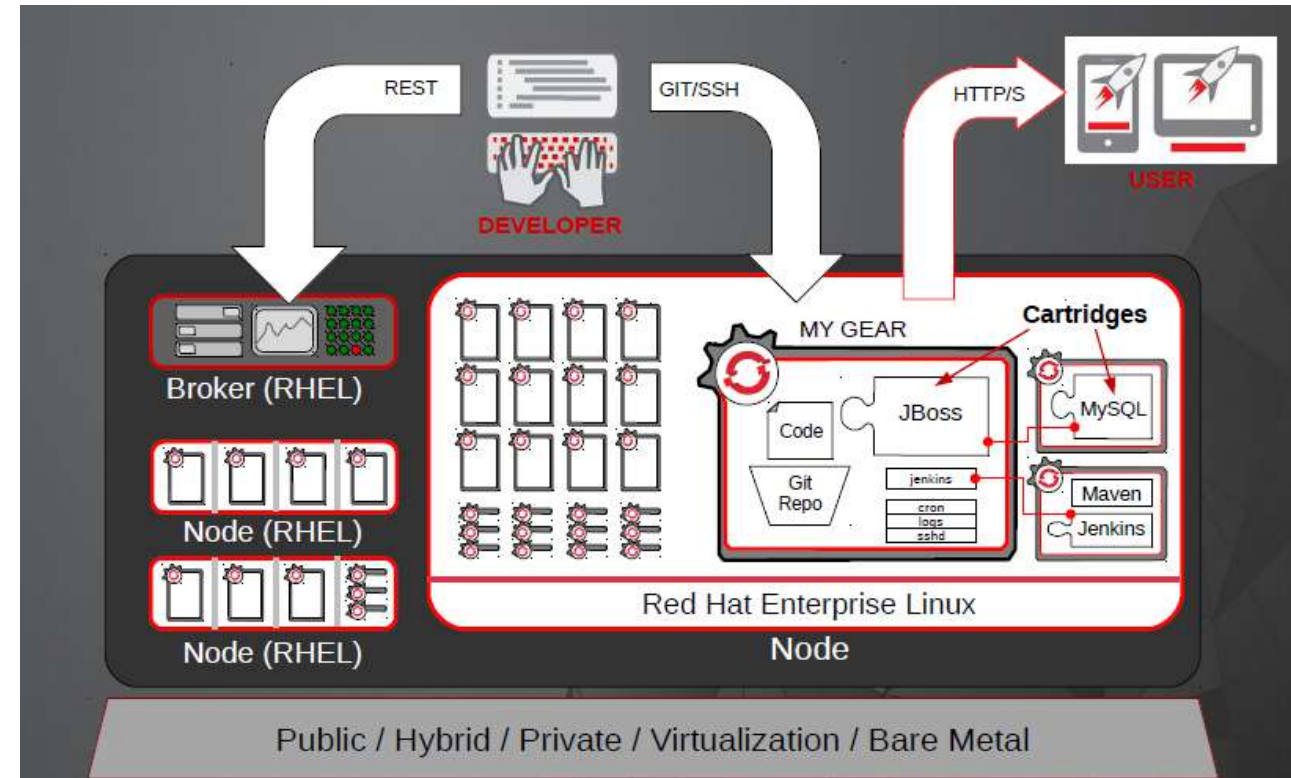 REST
GIT/SSH
HTTP/S
DEVELOPER
USER
Broker (RHEL)
Node (RHEL)
Node (RHEL)
MY GEAR
Cartridges
Code
JBoss
Git
Repo
jenkins
cron
logs
sshd
MySQL
Maven
Jenkins
Red Hat Enterprise Linux
Node
Public / Hybrid / Private / Virtualization / Bare Metal